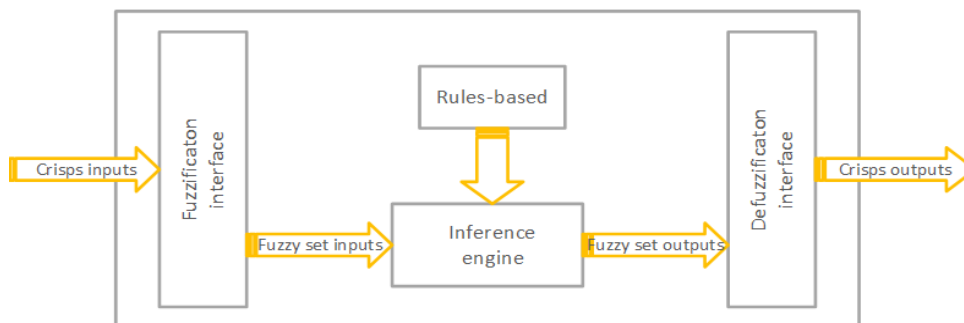 Rules-based
Crisps inputs
Fuzzificaton
interface
Fuzzy set inputs
Inference
engine
Fuzzy set outputs
Defuzzificaton
interface
Crisps outputs